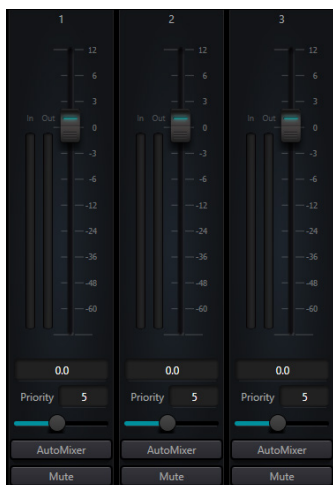 1 2 3
12 12 12
6 6 6
3 3 3
In Out In Out In Out
0 0 0
-3 -3 -3
-6 -6 -6
-12 -12 -12
-24 -24 -24
-36 -36 -36
-48 -48 -48
-60 -60 -60
0.0 0.0 0.0
Priority 5 Priority 5 Priority 5
AutoMixer AutoMixer AutoMixer
Mute Mute Mute